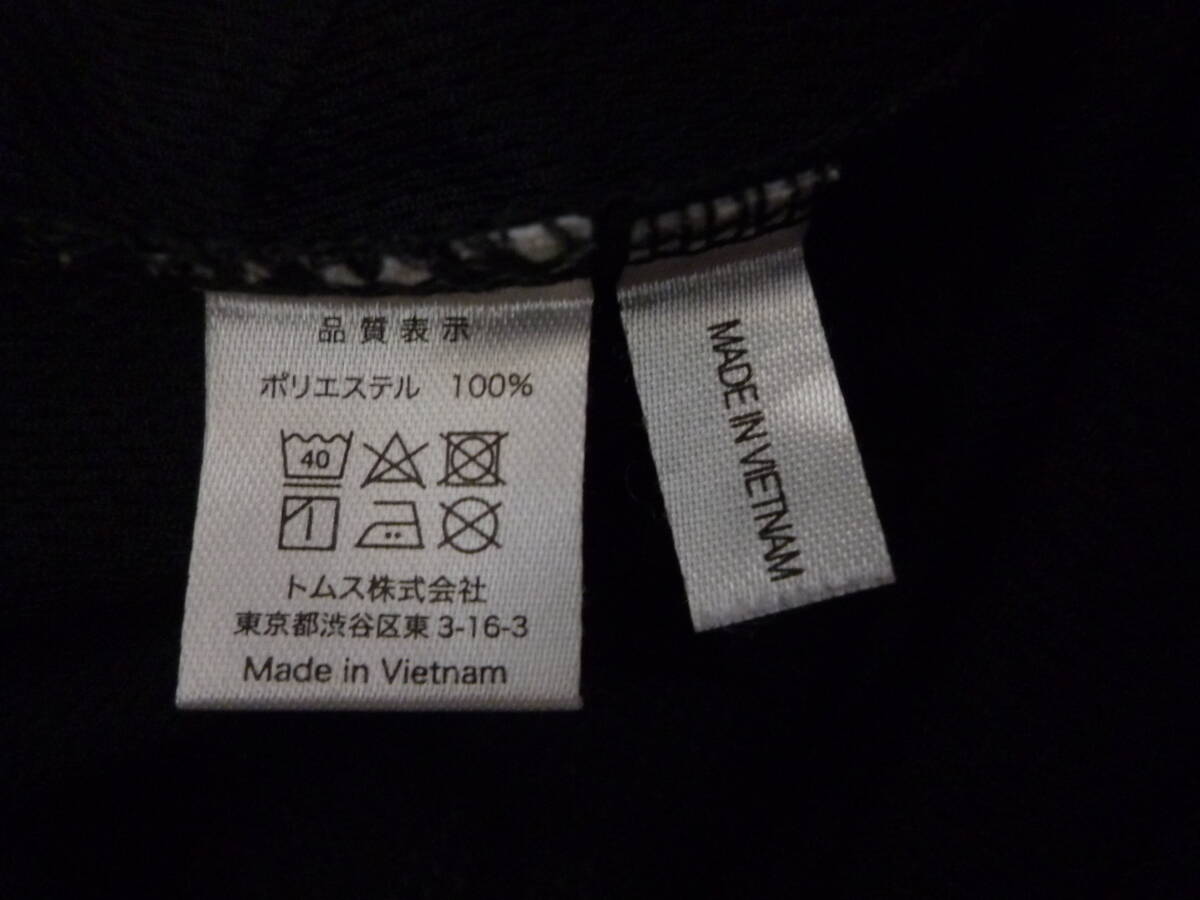 品質表示
ポリエステル 100%
40
トムス株式会社
東京都渋谷区東3-16-3
Made in Vietnam
MADE IN VIETNAM